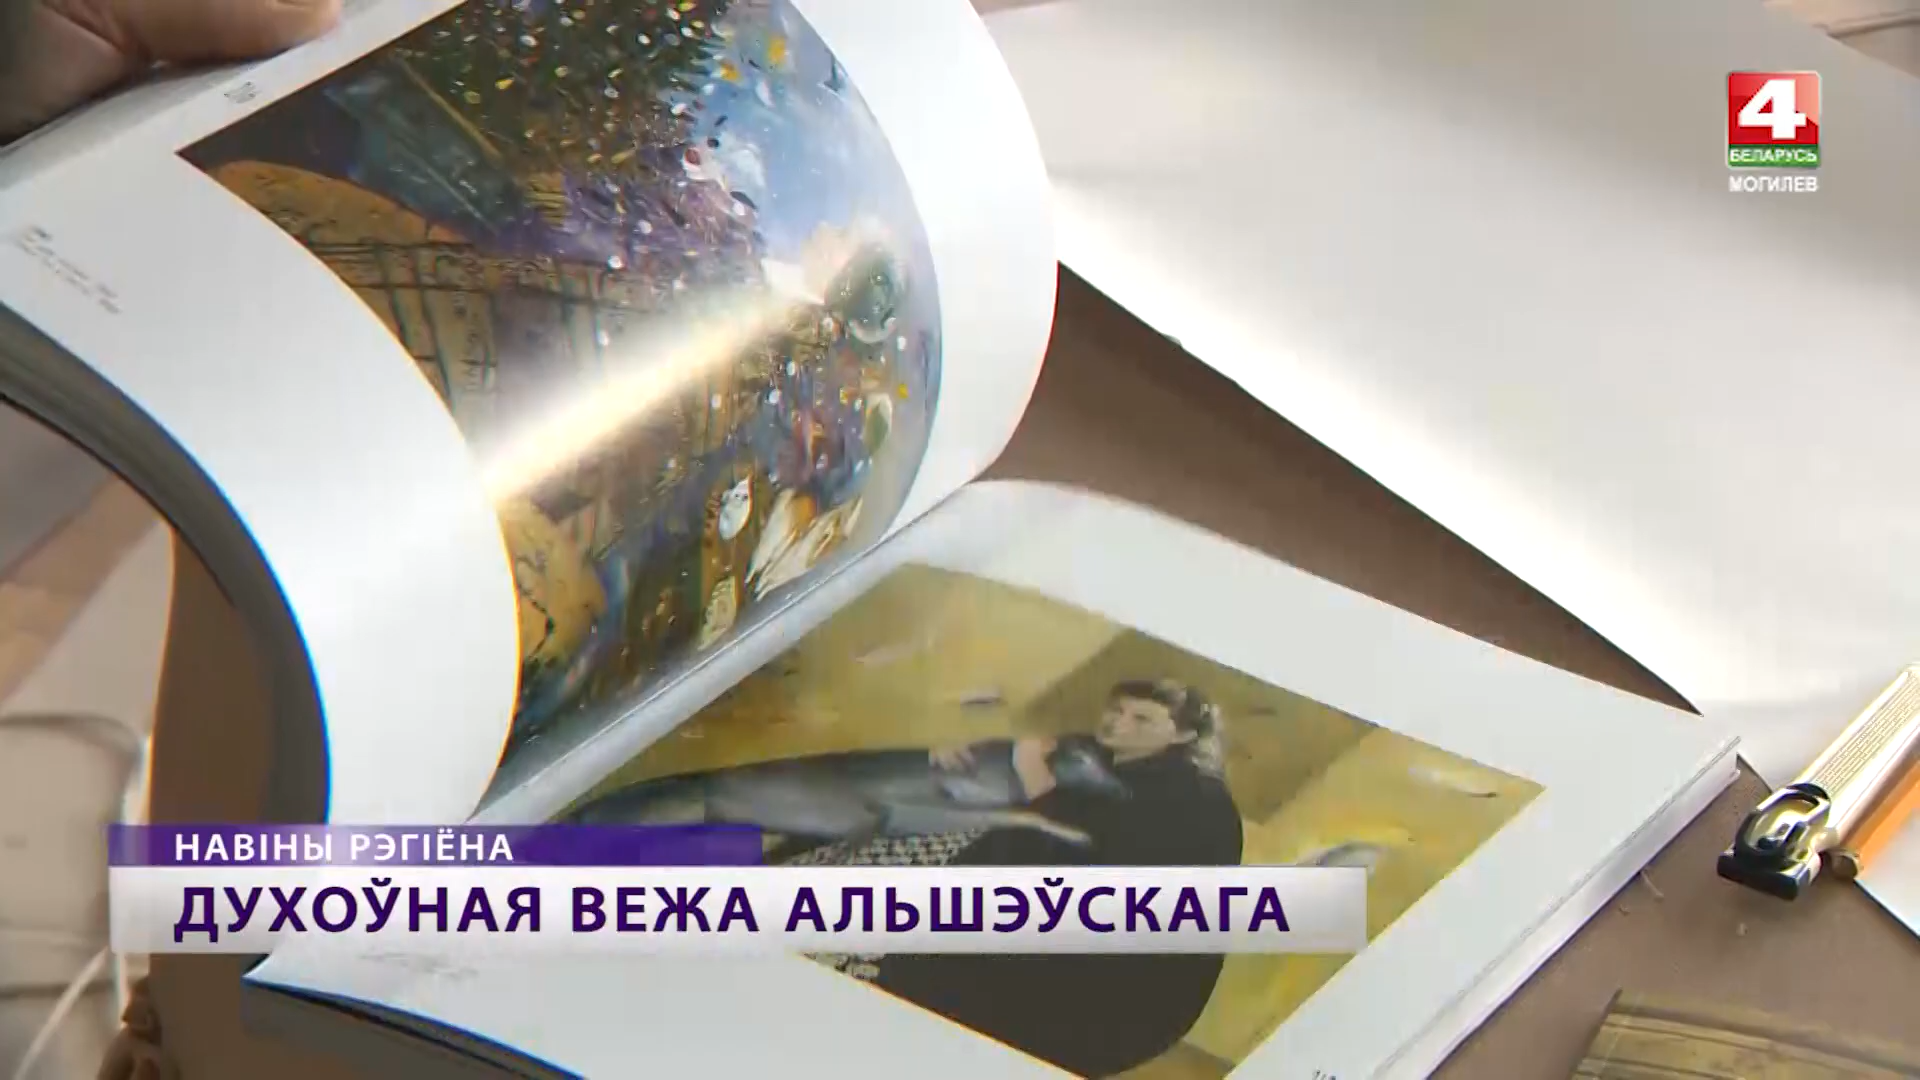 4
БЕЛАРУСЬ
МОГИЛЕВ
НАВІНЫ РЭГІЁНА
ДУХОЎНАЯ ВЕЖА АЛЬШЭЎСКАГА